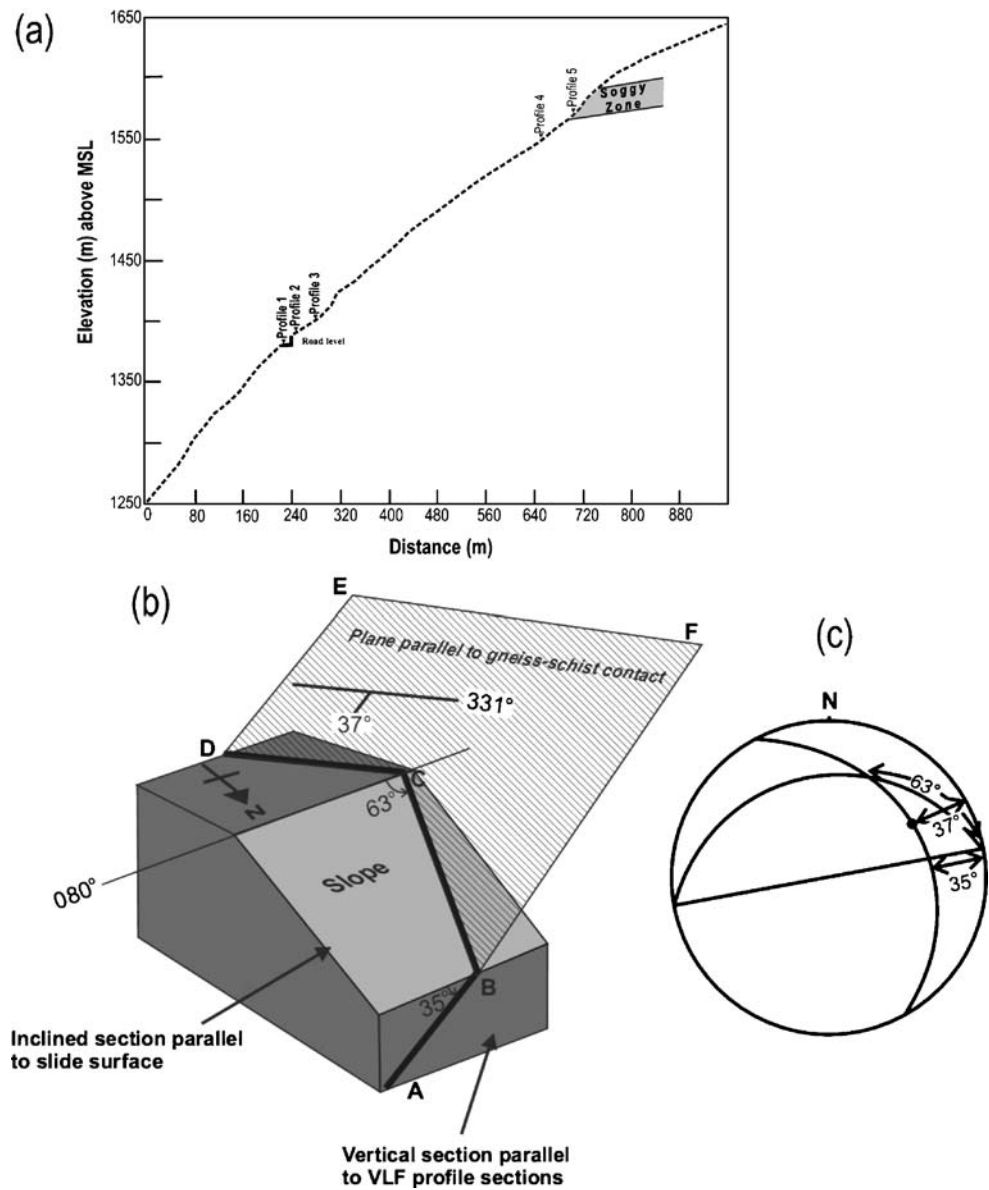 (a)
1650
1550
1450
1350
1250
Elevation (m) above MSL
Profile 1
Profile 2
Profile 3
Road level
Profile 4
Profile 5
Soggy
Zone
0 80 160 240 320 400 480 560 640 720 800 880
Distance (m)
(b)
E
F
Plane parallel to gneiss-schist contact
331°
37°
D
N
C
63°
080°
Slope
35°
B
A
Inclined section parallel
to slide surface
Vertical section parallel
to VLF profile sections
(c)
N
63°
37°
35°